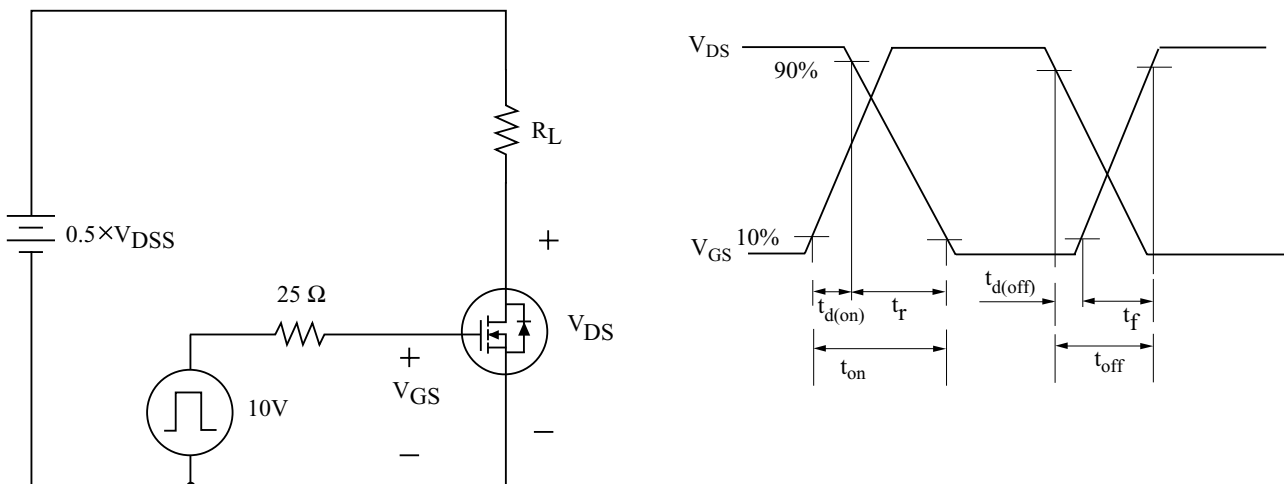 R_L
0.5×V_DSS
+
25 Ω
V_DS
+
V_GS
10V
−
−
V_DS
90%
V_GS
10%
t_d(on)
t_r
t_d(off)
t_f
t_on
t_off